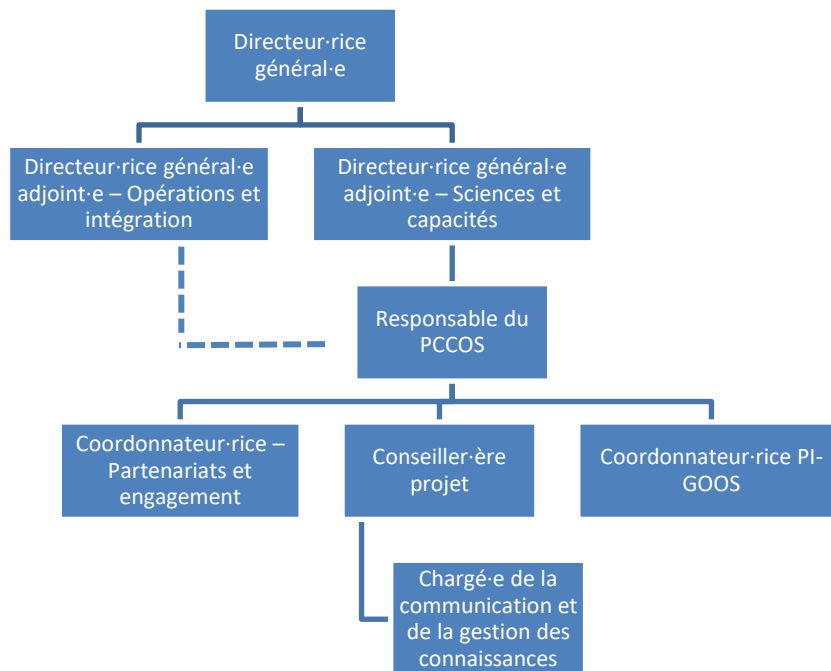 Directeur·rice
général·e
Directeur·rice général·e
adjoint·e – Opérations et
intégration
Directeur·rice général·e
adjoint·e – Sciences et
capacités
Responsable du
PCCOS
Coordonnateur·rice –
Partenariats et
engagement
Conseiller·ère
projet
Coordonnateur·rice PI-
GOOS
Chargé·e de la
communication et
de la gestion des
connaissances